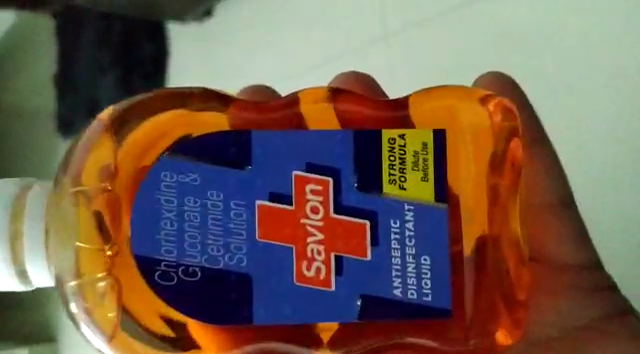 Chlorhexidine
Gluconate &
Cetrimide
Solution
Savlon
STRONG
FORMULA
Dilute
Before Use
ANTISEPTIC
DISINFECTANT
LIQUID